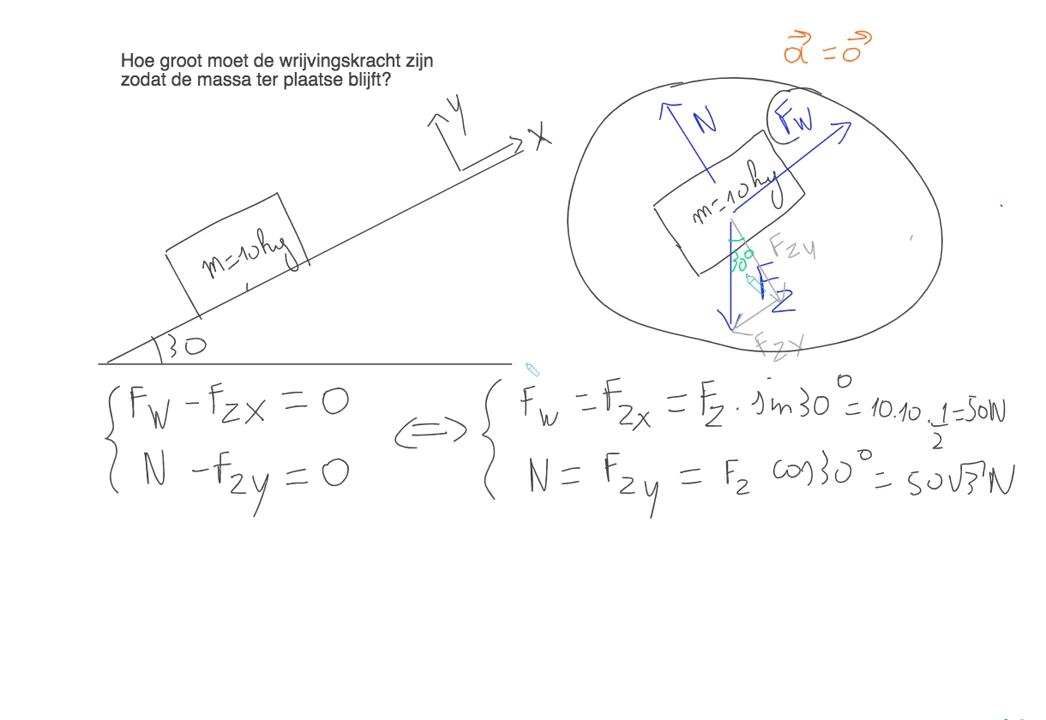 Hoe groot moet de wrijvingskracht zijn
zodat de massa ter plaatse blijft?
a = 0
Y
X
N
Fw
m=10kg
m=10kg
30°
Fzy
Fz
Fzx
30
Fw - Fzx = 0
N - Fzy = 0
⇔
Fw = Fzx = Fz . sin 30° = 10.10 . 1/2 = 50N
N = Fzy = Fz cos 30° = 50√3 N